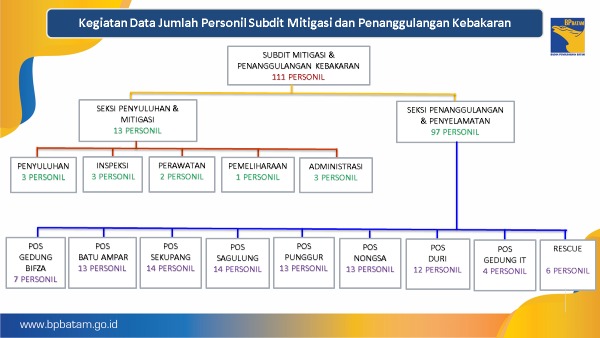 Kegiatan Data Jumlah Personil Subdit Mitigasi dan Penanggulangan Kebakaran
BPBatam
SUBDIT MITIGASI &
PENANGGULANGAN KEBAKARAN
111 PERSONIL
SEKSI PENYULUHAN &
MITIGASI
13 PERSONIL
SEKSI PENANGGULANGAN
& PENYELAMATAN
97 PERSONIL
PENYULUHAN
3 PERSONIL
INSPEKSI
3 PERSONIL
PERAWATAN
2 PERSONIL
PEMELIHARAAN
1 PERSONIL
ADMINISTRASI
3 PERSONIL
POS
GEDUNG
BIFZA
7 PERSONIL
POS
BATU AMPAR
13 PERSONIL
POS
SEKUPANG
14 PERSONIL
POS
SAGULUNG
14 PERSONIL
POS
PUNGGUR
13 PERSONIL
POS
NONGSA
13 PERSONIL
POS
DURI
12 PERSONIL
POS
GEDUNG IT
4 PERSONIL
RESCUE
6 PERSONIL
www.bpbatam.go.id